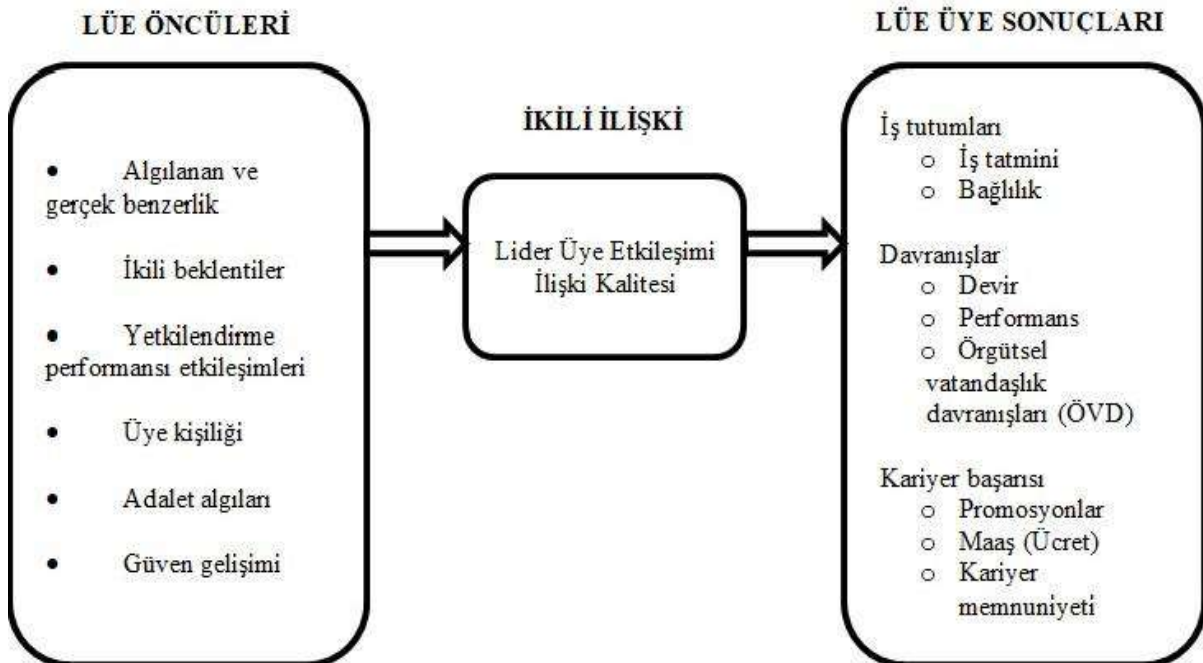 LÜE ÖNCÜLERİ
• Algılanan ve
gerçek benzerlik
• İkili beklentiler
• Yetkilendirme
performansı etkileşimleri
• Üye kişiliği
• Adalet algıları
• Güven gelişimi
İKİLİ İLİŞKİ
Lider Üye Etkileşimi
İlişki Kalitesi
LÜE ÜYE SONUÇLARI
İş tutumları
o İş tatmini
o Bağlılık
Davranışlar
o Devir
o Performans
o Örgütsel
vatandaşlık
davranışları (ÖVD)
Kariyer başarısı
o Promosyonlar
o Maaş (Ücret)
o Kariyer
memnuniyeti